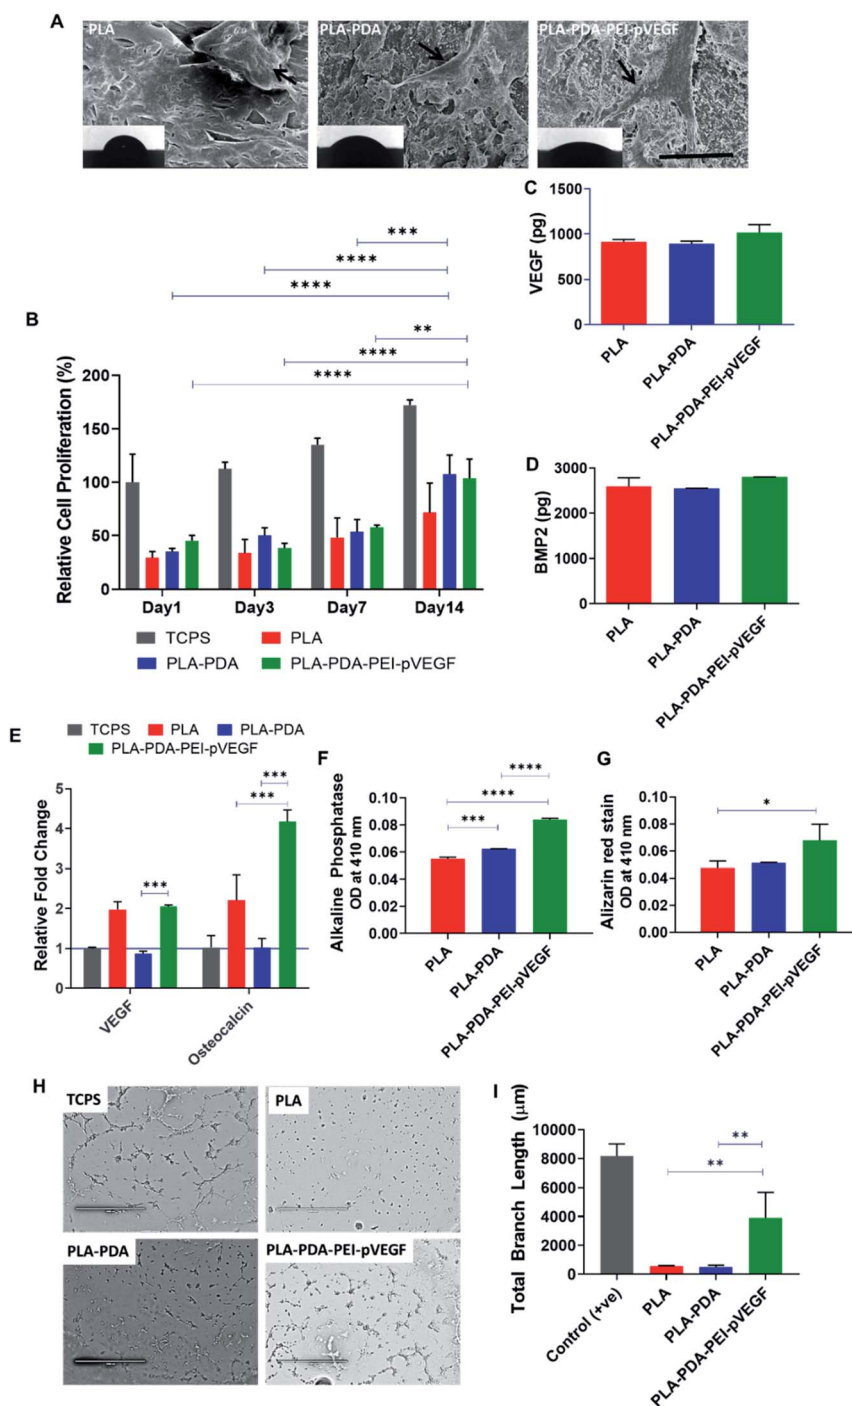 A
PLA
PLA-PDA
PLA-PDA-PEI-pVEGF
C
VEGF (pg)
1500
1000
500
0
PLA
PLA-PDA
PLA-PDA-PEI-pVEGF
B
***
****
****
**
****
****
Relative Cell Proliferation (%)
200
150
100
50
0
Day1
Day3
Day7
Day14
TCPS
PLA
PLA-PDA
PLA-PDA-PEI-pVEGF
D
BMP2 (pg)
3000
2000
1000
0
PLA
PLA-PDA
PLA-PDA-PEI-pVEGF
E
TCPS
PLA
PLA-PDA
PLA-PDA-PEI-pVEGF
Relative Fold Change
5
4
3
2
1
0
***
***
***
VEGF
Osteocalcin
F
Alkaline Phosphatase
OD at 410 nm
0.10
0.08
0.06
0.04
0.02
0.00
****
****
***
PLA
PLA-PDA
PLA-PDA-PEI-pVEGF
G
Alizarin red stain
OD at 410 nm
0.10
0.08
0.06
0.04
0.02
0.00
*
PLA
PLA-PDA
PLA-PDA-PEI-pVEGF
H
TCPS
PLA
PLA-PDA
PLA-PDA-PEI-pVEGF
I
Total Branch Length (μm)
10000
8000
6000
4000
2000
0
**
**
Control (+ve)
PLA
PLA-PDA
PLA-PDA-PEI-pVEGF